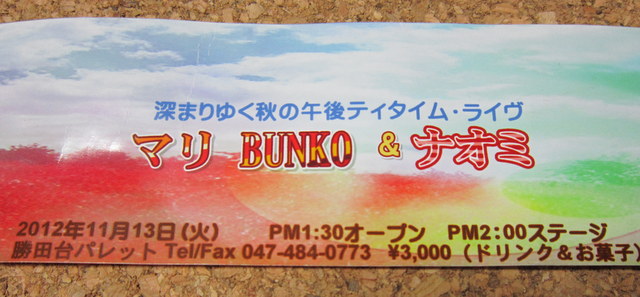 深まりゆく秋の午後ティタイム・ライヴ
マリ BUNKO & ナオミ
2012年11月13日(火) PM1:30オープン PM2:00ステージ
勝田台パレット Tel/Fax 047-484-0773 ¥3,000 (ドリンク&お菓子)